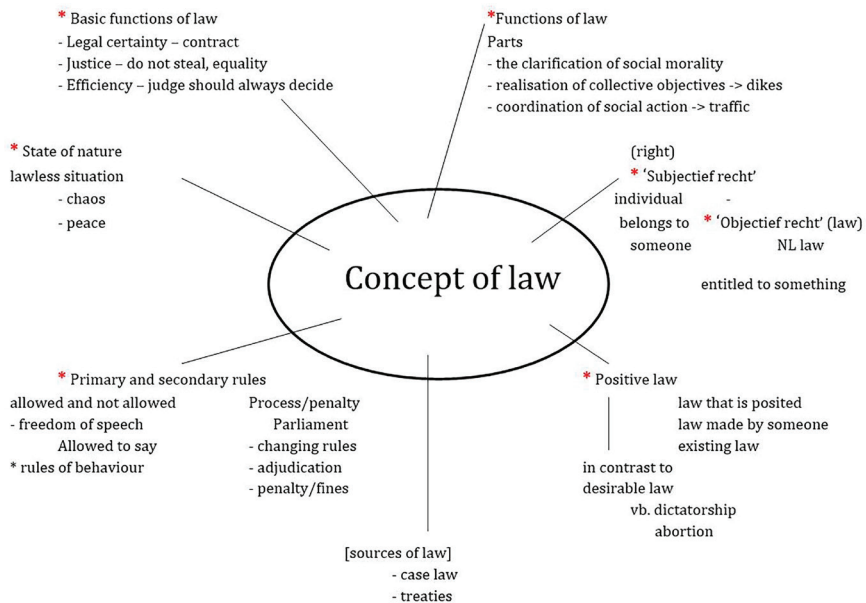 * Basic functions of law
- Legal certainty – contract
- Justice – do not steal, equality
- Efficiency – judge should always decide
*Functions of law
Parts
- the clarification of social morality
- realisation of collective objectives -> dikes
- coordination of social action -> traffic
* State of nature
lawless situation
- chaos
- peace
(right)
* ‘Subjectief recht’
individual -
belongs to
someone
* ‘Objectief recht’ (law)
NL law
entitled to something
Concept of law
* Primary and secondary rules
allowed and not allowed
- freedom of speech
Allowed to say
* rules of behaviour
Process/penalty
Parliament
- changing rules
- adjudication
- penalty/fines
* Positive law
law that is posited
law made by someone
existing law
in contrast to
desirable law
vb. dictatorship
abortion
[sources of law]
- case law
- treaties